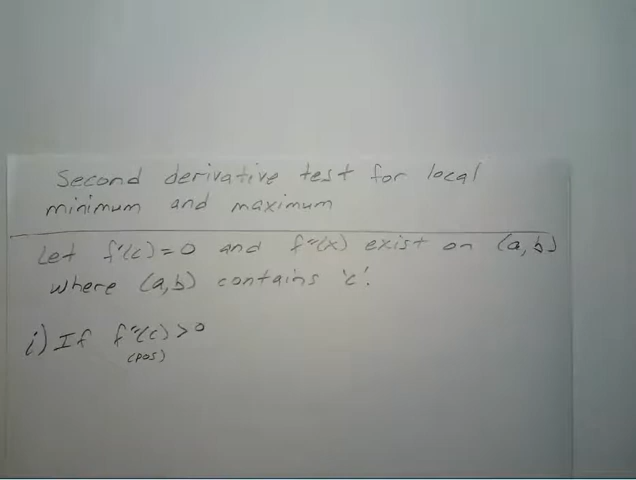 Second derivative test for local
minimum and maximum
Let f'(c)=0 and f"(x) exist on (a,b)
where (a,b) contains 'c'.
i) If f"(c)>0
(pos)